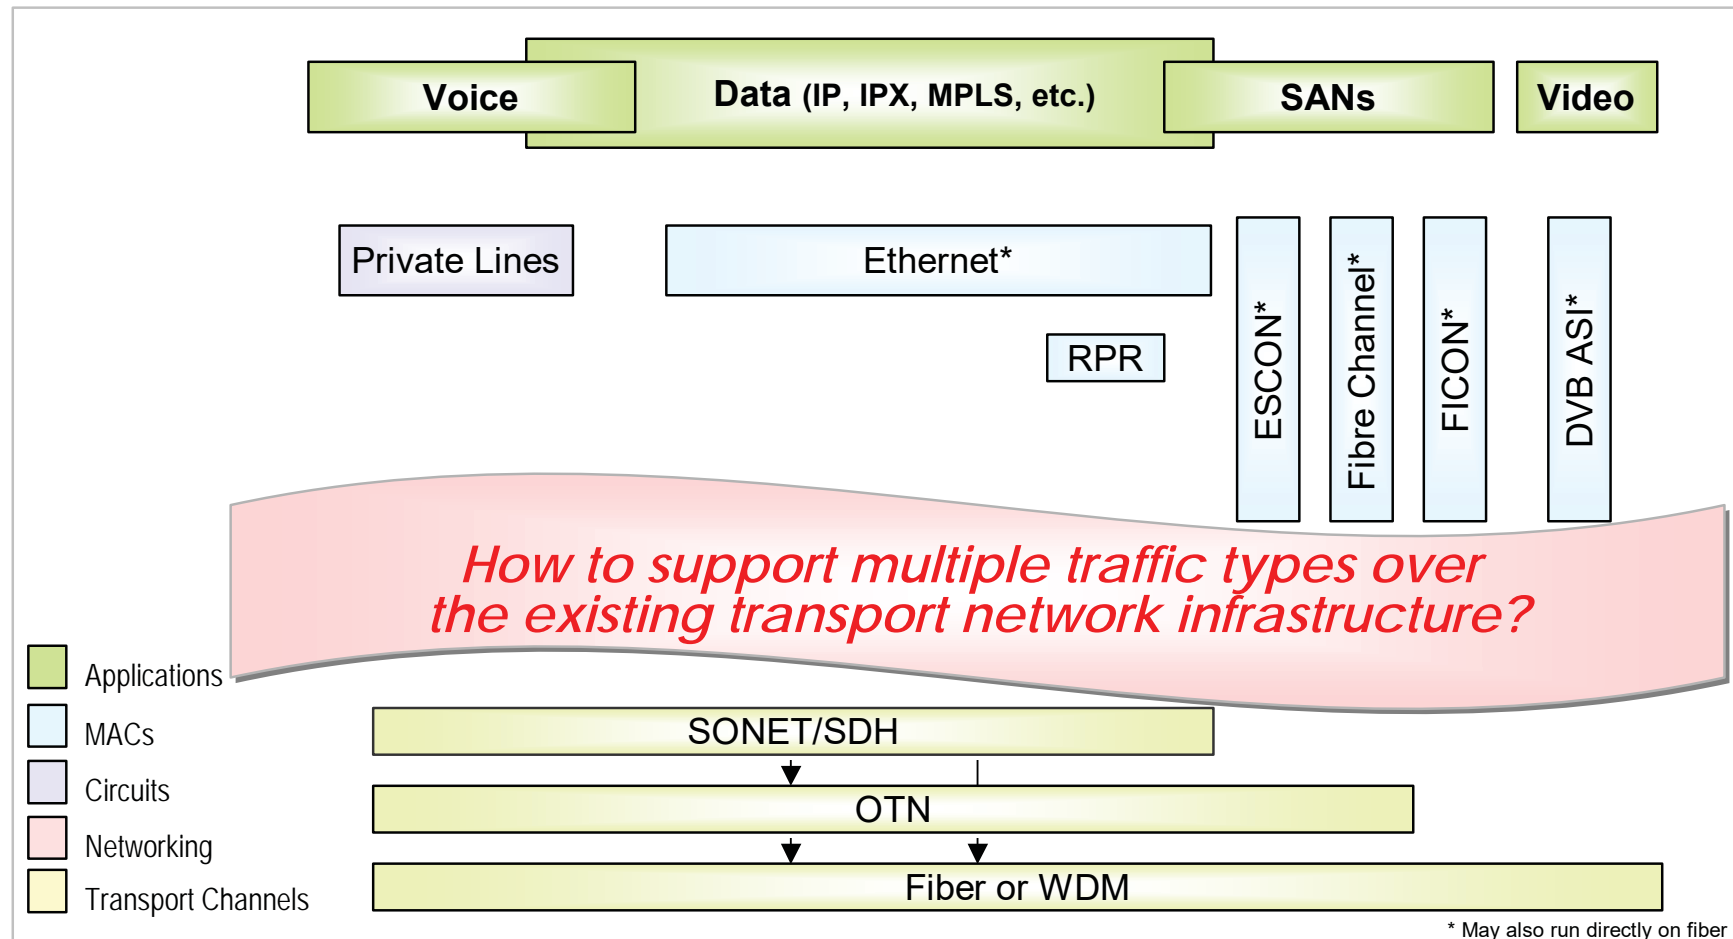 Voice
Data (IP, IPX, MPLS, etc.)
SANs
Video
Private Lines
Ethernet*
RPR
ESCON*
Fibre Channel*
FICON*
DVB ASI*
How to support multiple traffic types over
the existing transport network infrastructure?
Applications
MACs
Circuits
Networking
Transport Channels
SONET/SDH
OTN
Fiber or WDM
* May also run directly on fiber